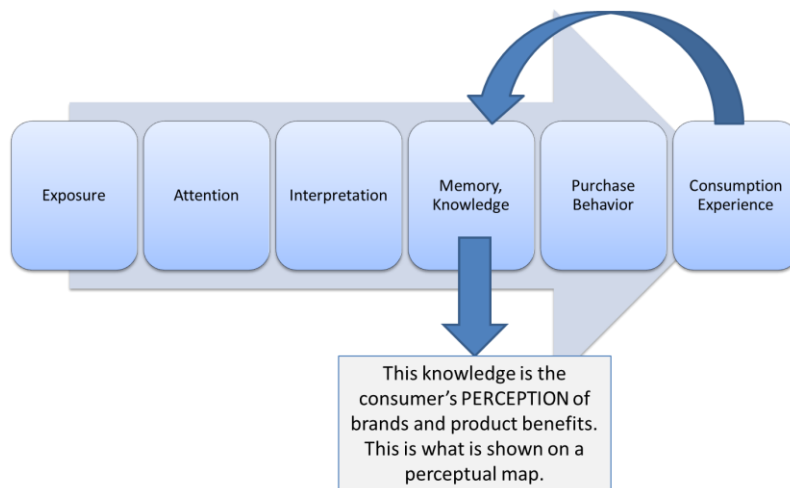 Exposure
Attention
Interpretation
Memory,
Knowledge
Purchase
Behavior
Consumption
Experience
This knowledge is the
consumer's PERCEPTION of
brands and product benefits.
This is what is shown on a
perceptual map.